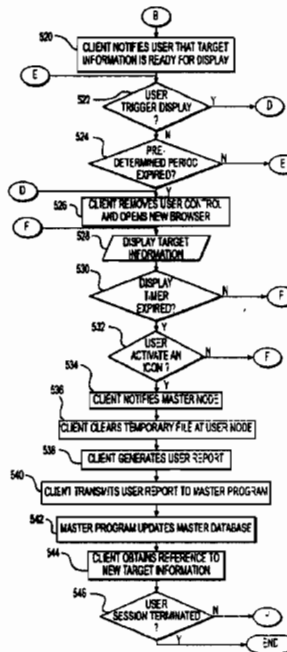 B
520
CLIENT NOTIFIES USER THAT TARGET
INFORMATION IS READY FOR DISPLAY
E
522
USER
TRIGGER DISPLAY
?
Y
D
N
524
PRE-
DETERMINED PERIOD
EXPIRED?
N
E
Y
D
526
CLIENT REMOVES USER CONTROL
AND OPENS NEW BROWSER
F
528
DISPLAY TARGET
INFORMATION
530
DISPLAY
TIMER
EXPIRED?
N
F
Y
532
USER
ACTIVATE AN
ICON?
N
F
Y
534
CLIENT NOTIFIES MASTER NODE
536
CLIENT CLEARS TEMPORARY FILE AT USER NODE
538
CLIENT GENERATES USER REPORT
540
CLIENT TRANSMITS USER REPORT TO MASTER PROGRAM
542
MASTER PROGRAM UPDATES MASTER DATABASE
544
CLIENT OBTAINS REFERENCE TO
NEW TARGET INFORMATION
546
USER
SESSION TERMINATED
?
N
Y
END